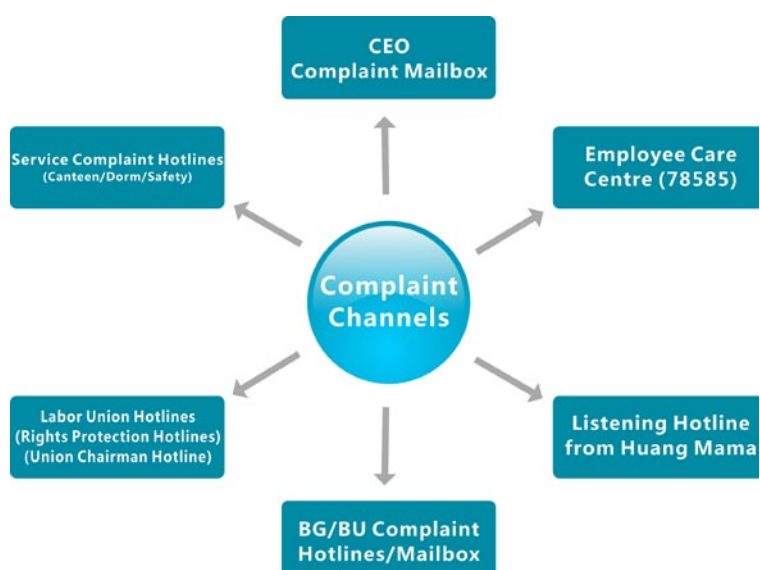 CEO
Complaint Mailbox
Service Complaint Hotlines
(Canteen/Dorm/Safety)
Employee Care
Centre (78585)
Complaint
Channels
Labor Union Hotlines
(Rights Protection Hotlines)
(Union Chairman Hotline)
Listening Hotline
from Huang Mama
BG/BU Complaint
Hotlines/Mailbox